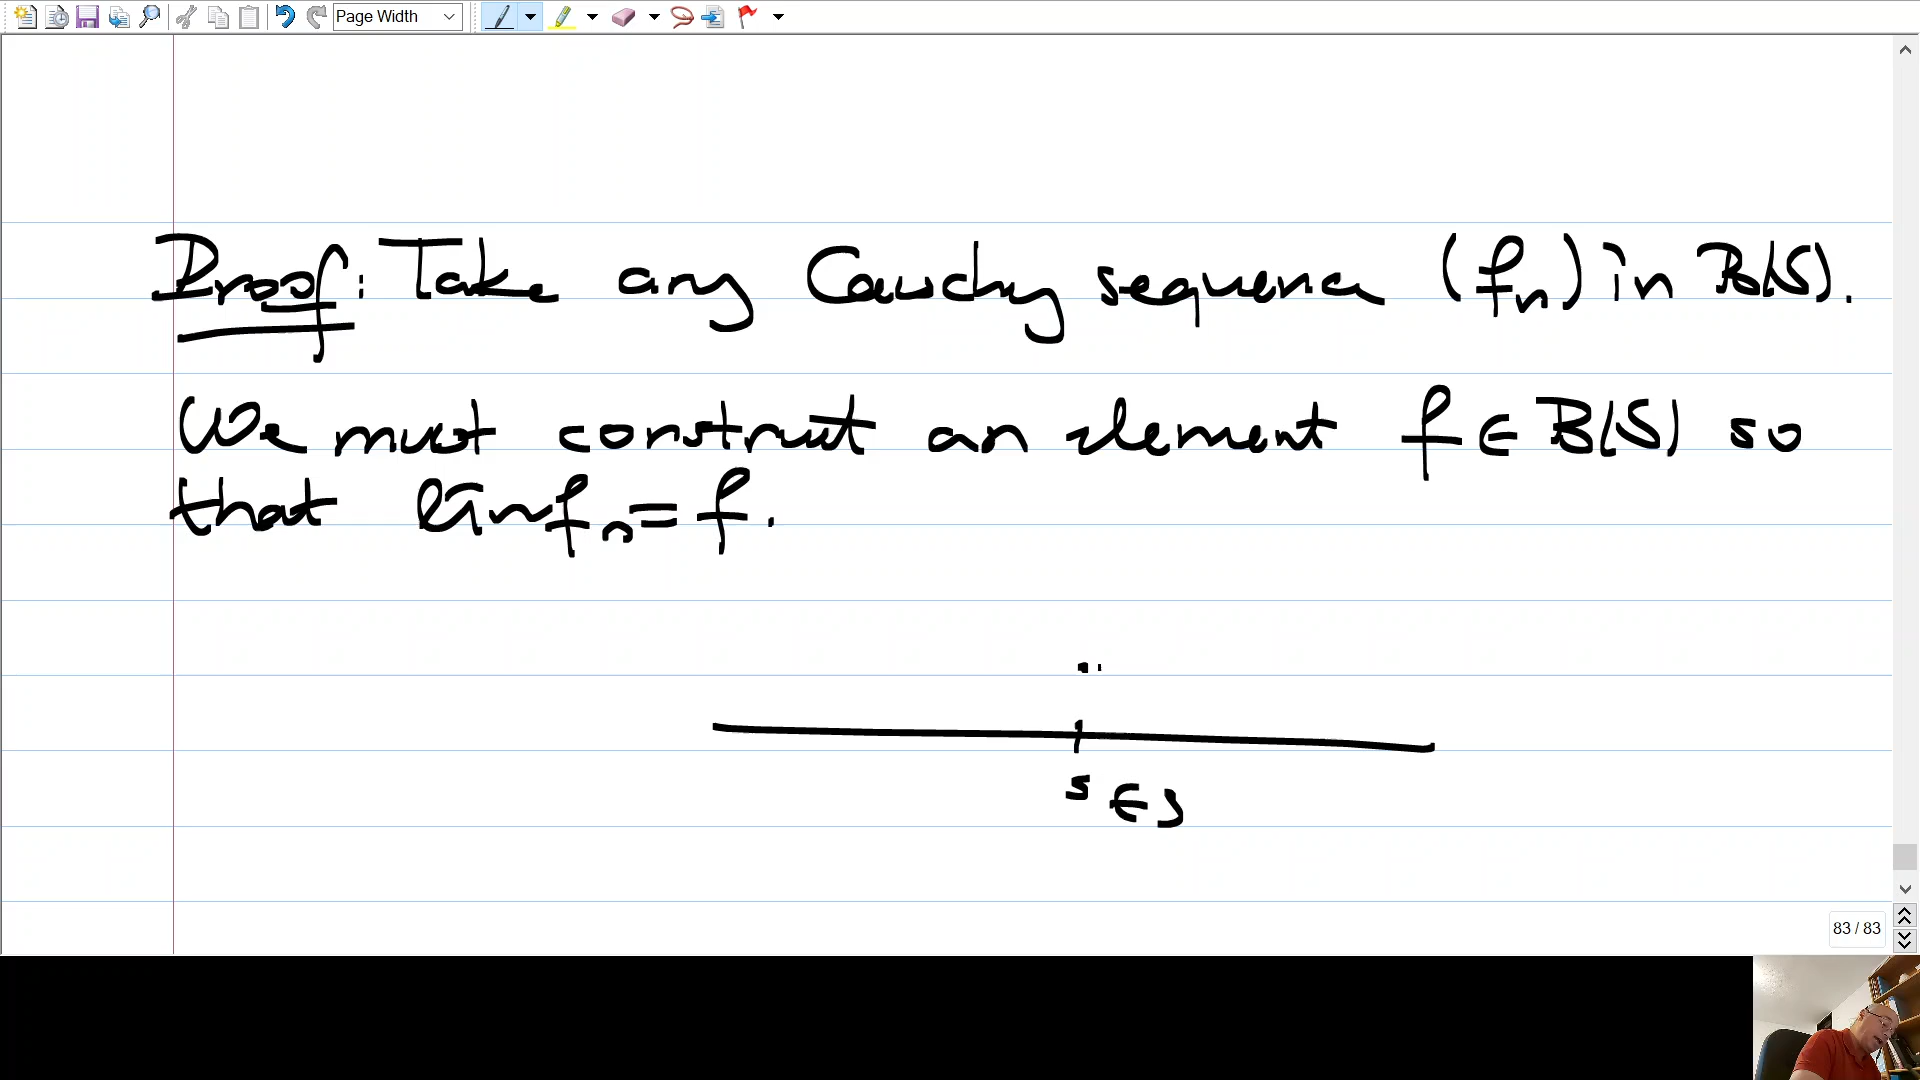 Page Width
Proof: Take any Cauchy sequence (fn) in B(S).
We must construct an element f ∈ B(S) so
that lim fn = f.
s ∈ S
83 / 83